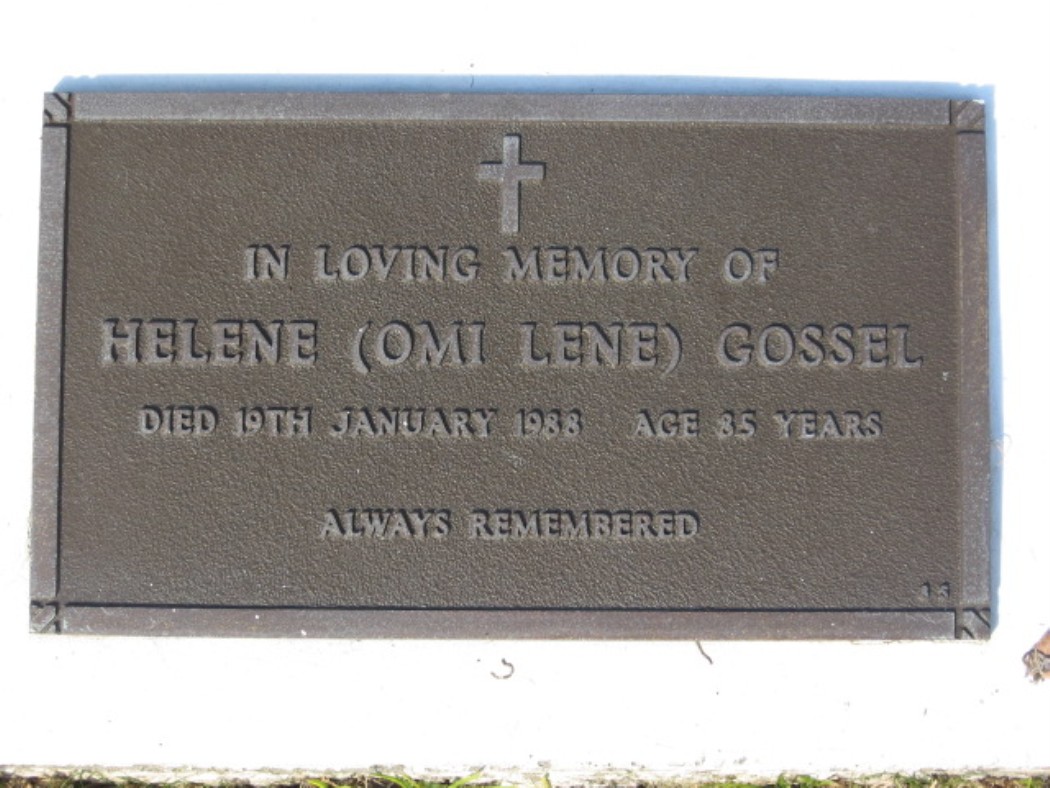 IN LOVING MEMORY OF
HELENE (OMI LENE) GOSSEL
DIED 19TH JANUARY 1988 AGE 85 YEARS
ALWAYS REMEMBERED